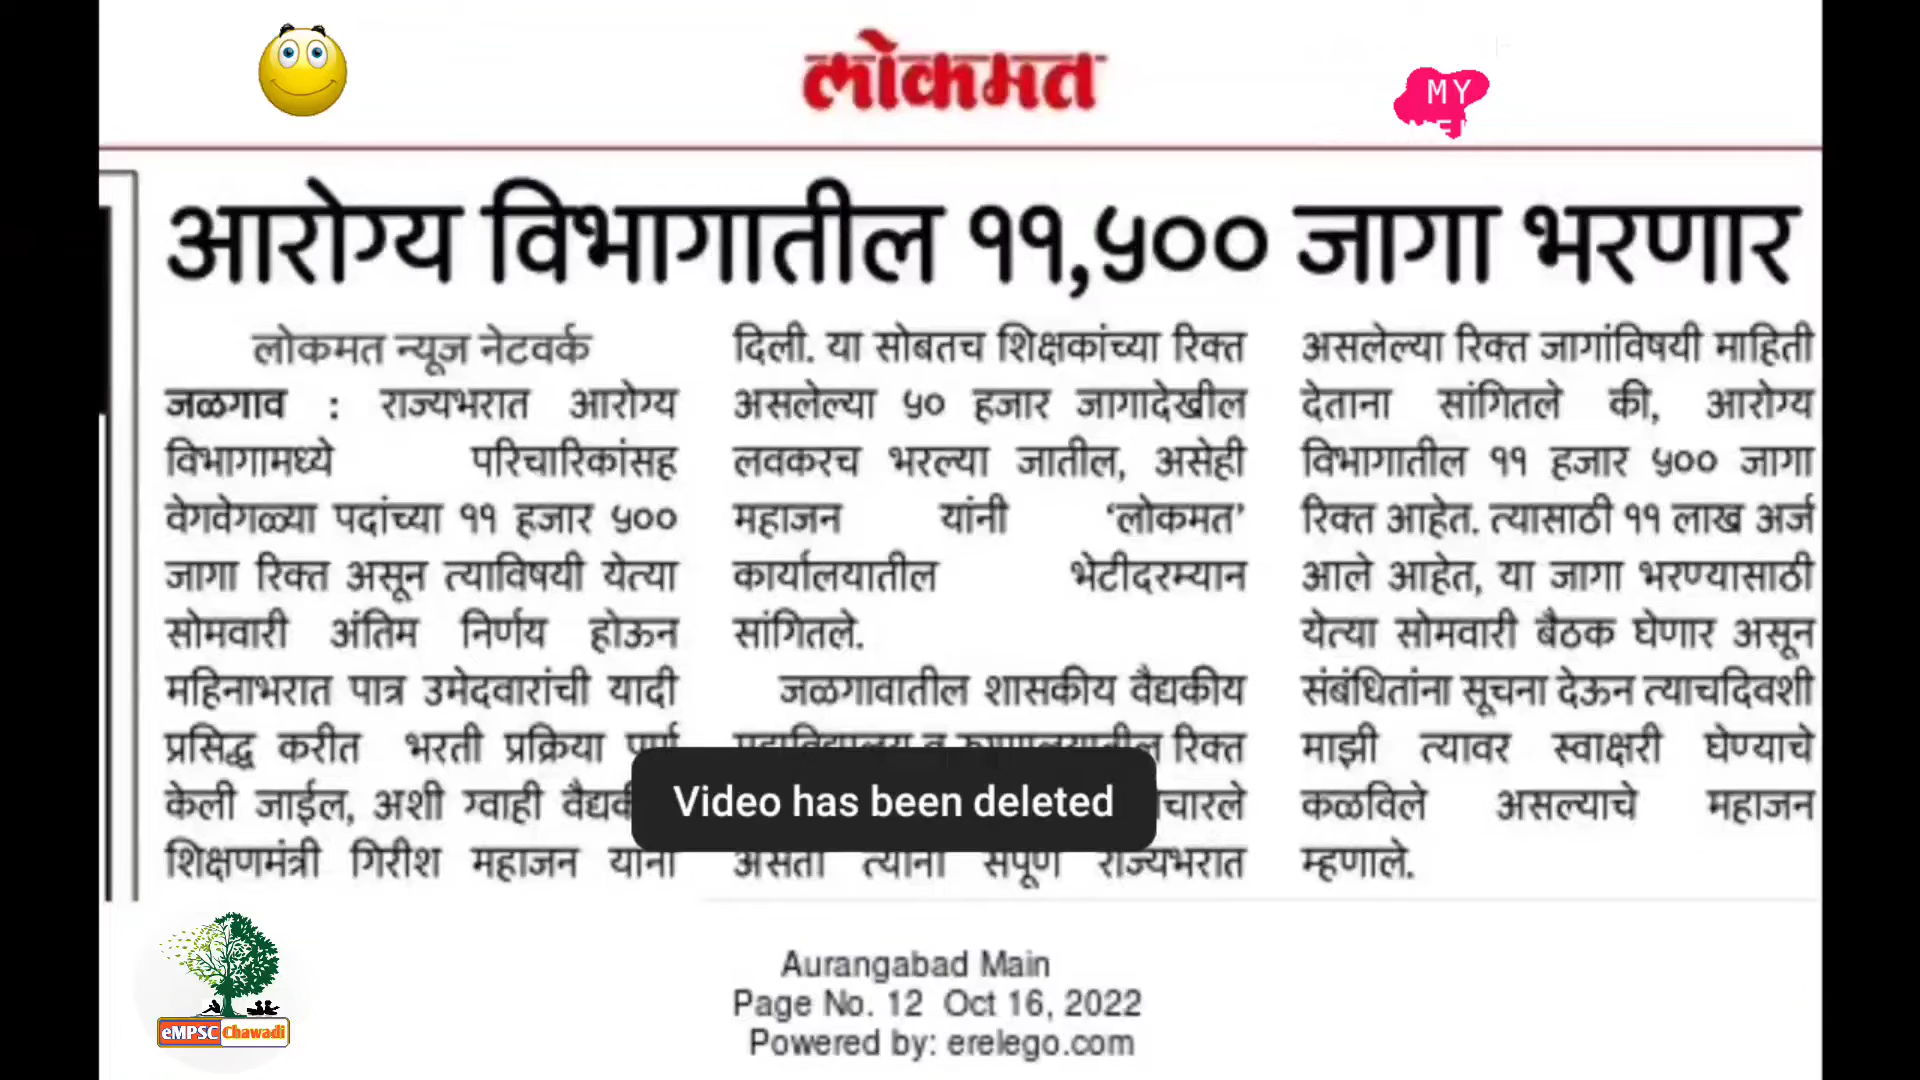 लोकमत
MY
आरोग्य विभागातील ११,५०० जागा भरणार
लोकमत न्यूज नेटवर्क
जळगाव : राज्यभरात आरोग्य
विभागामध्ये परिचारिकांसह
वेगवेगळ्या पदांच्या ११ हजार ५००
जागा रिक्त असून त्याविषयी येत्या
सोमवारी अंतिम निर्णय होऊन
महिनाभरात पात्र उमेदवारांची यादी
प्रसिद्ध करीत भरती प्रक्रिया पूर्ण
केली जाईल, अशी ग्वाही
शिक्षणमंत्री गिरीश महाजन यांनी
दिली. या सोबतच शिक्षकांच्या रिक्त
असलेल्या ५० हजार जागादेखील
लवकरच भरल्या जातील, असेही
महाजन यांनी ‘लोकमत’
कार्यालयातील भेटीदरम्यान
सांगितले.
जळगावातील शासकीय वैद्यकीय
रिक्त
असता त्यांनी संपूर्ण राज्यभरात
असलेल्या रिक्त जागांविषयी माहिती
देताना सांगितले की, आरोग्य
विभागातील ११ हजार ५०० जागा
रिक्त आहेत. त्यासाठी ११ लाख अर्ज
आले आहेत, या जागा भरण्यासाठी
येत्या सोमवारी बैठक घेणार असून
संबंधितांना सूचना देऊन त्याचदिवशी
माझी त्यावर स्वाक्षरी घेण्याचे
कळविले असल्याचे महाजन
म्हणाले.
Video has been deleted
Aurangabad Main
Page No. 12 Oct 16, 2022
Powered by: erelego.com
eMPSC Chawadi